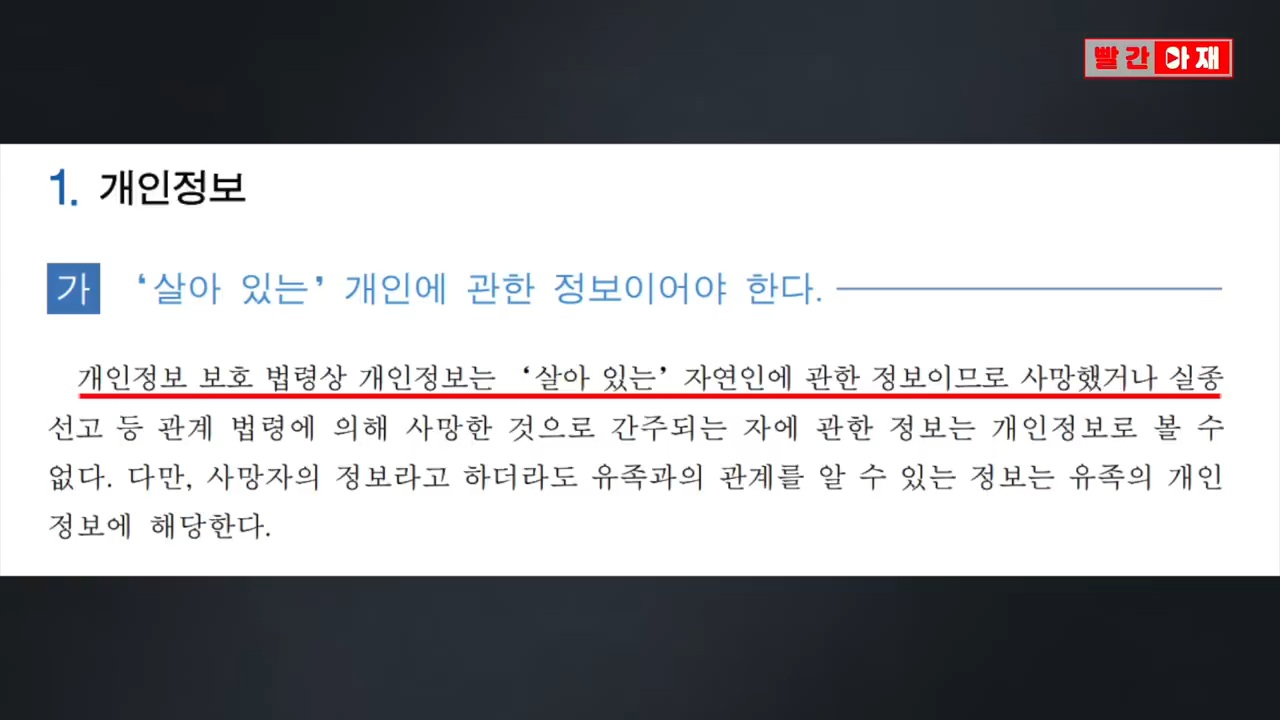 빨간아재
1. 개인정보
가 ‘살아 있는’ 개인에 관한 정보이어야 한다.
개인정보 보호 법령상 개인정보는 ‘살아 있는’ 자연인에 관한 정보이므로 사망했거나 실종
선고 등 관계 법령에 의해 사망한 것으로 간주되는 자에 관한 정보는 개인정보로 볼 수
없다. 다만, 사망자의 정보라고 하더라도 유족과의 관계를 알 수 있는 정보는 유족의 개인
정보에 해당한다.